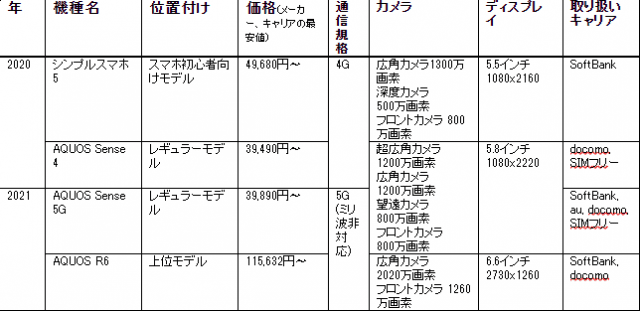 年
機種名
位置付け
価格(メーカー、キャリアの最安値)
通信規格
カメラ
ディスプレイ
取り扱いキャリア
2020
シンプルスマホ
5
スマホ初心者向
けモデル
49,680円～
4G
広角カメラ1300万
画素
深度カメラ
500万画素
フロントカメラ 800
万画素
5.5インチ
1080x2160
SoftBank
AQUOS Sense
4
レギュラーモデ
ル
39,490円～
超広角カメラ
1200万画素
広角カメラ
1200万画素
望遠カメラ
800万画素
フロントカメラ
800万画素
5.8インチ
1080x2220
docomo,
SIMフリー
2021
AQUOS Sense
5G
レギュラーモデ
ル
39,890円～
5G
(ミリ
波非
対
応)
SoftBank,
au, docomo,
SIMフリー
AQUOS R6
上位モデル
115,632円～
広角カメラ
2020万画素
フロントカメラ 1260
万画素
6.6インチ
2730x1260
SoftBank,
docomo